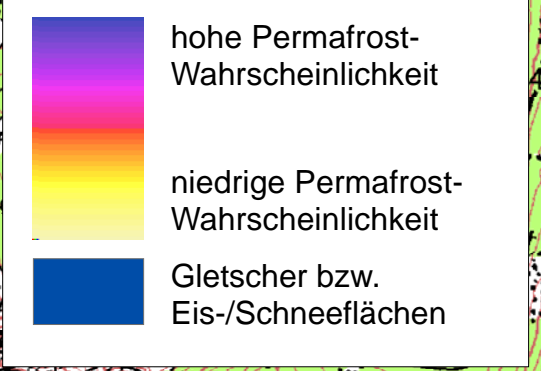 hohe Permafrost-
Wahrscheinlichkeit
niedrige Permafrost-
Wahrscheinlichkeit
Gletscher bzw.
Eis-/Schneeflächen